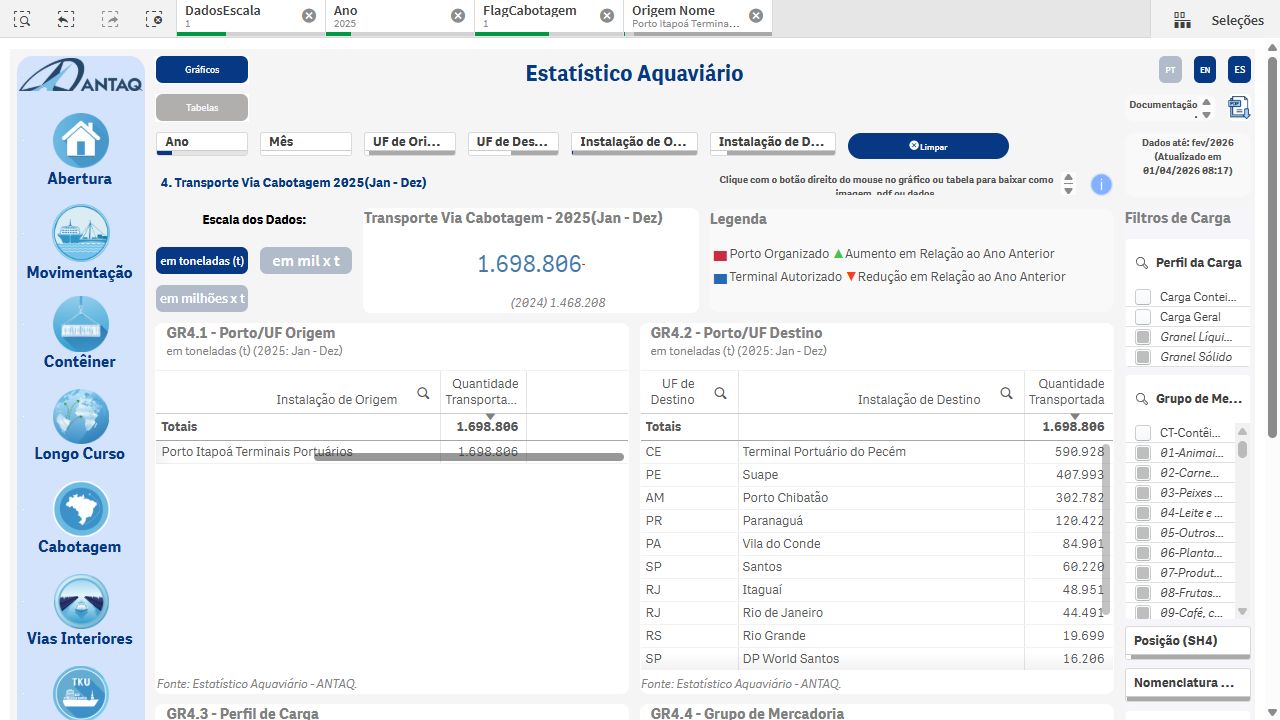 DadosEscala
1
Ano
2025
FlagCabotagem
1
Origem Nome
Porto Itapoá Termina...
Seleções
ANTAQ
Abertura
Movimentação
Contêiner
Longo Curso
Cabotagem
Vias Interiores
TKU
Gráficos
Tabelas
Estatístico Aquaviário
PT
EN
ES
Documentação
.
Ano
Mês
UF de Ori...
UF de Des...
Instalação de O...
Instalação de D...
Limpar
Dados até: fev/2026
(Atualizado em
01/04/2026 08:17)
4. Transporte Via Cabotagem 2025(Jan - Dez)
Clique com o botão direito do mouse no gráfico ou tabela para baixar como
imagem, pdf ou dados
i
Escala dos Dados:
em toneladas (t)
em mil x t
em milhões x t
Transporte Via Cabotagem - 2025(Jan - Dez)
1.698.806-
(2024) 1.468.208
Legenda
Porto Organizado ▲Aumento em Relação ao Ano Anterior
Terminal Autorizado ▼Redução em Relação ao Ano Anterior
GR4.1 - Porto/UF Origem
em toneladas (t) (2025: Jan - Dez)
Instalação de Origem
Quantidade
Transporta...
Totais 1.698.806
Porto Itapoá Terminais Portuários 1.698.806
Fonte: Estatístico Aquaviário - ANTAQ.
GR4.2 - Porto/UF Destino
em toneladas (t) (2025: Jan - Dez)
UF de
Destino
Instalação de Destino
Quantidade
Transportada
Totais 1.698.806
CE Terminal Portuário do Pecém 590.928
PE Suape 407.993
AM Porto Chibatão 302.782
PR Paranaguá 120.422
PA Vila do Conde 84.901
SP Santos 60.220
RJ Itaguaí 48.951
RJ Rio de Janeiro 44.491
RS Rio Grande 19.699
SP DP World Santos 16.206
Fonte: Estatístico Aquaviário - ANTAQ.
Filtros de Carga
Perfil da Carga
Carga Contei...
Carga Geral
Granel Líqui...
Granel Sólido
Grupo de Me...
CT-Contêi...
01-Animai...
02-Carne...
03-Peixes ...
04-Leite e ...
05-Outros...
06-Planta...
07-Produt...
08-Frutas...
09-Café, c...
Posição (SH4)
Nomenclatura ...
GR4.3 - Perfil de Carga
GR4.4 - Grupo de Mercadoria